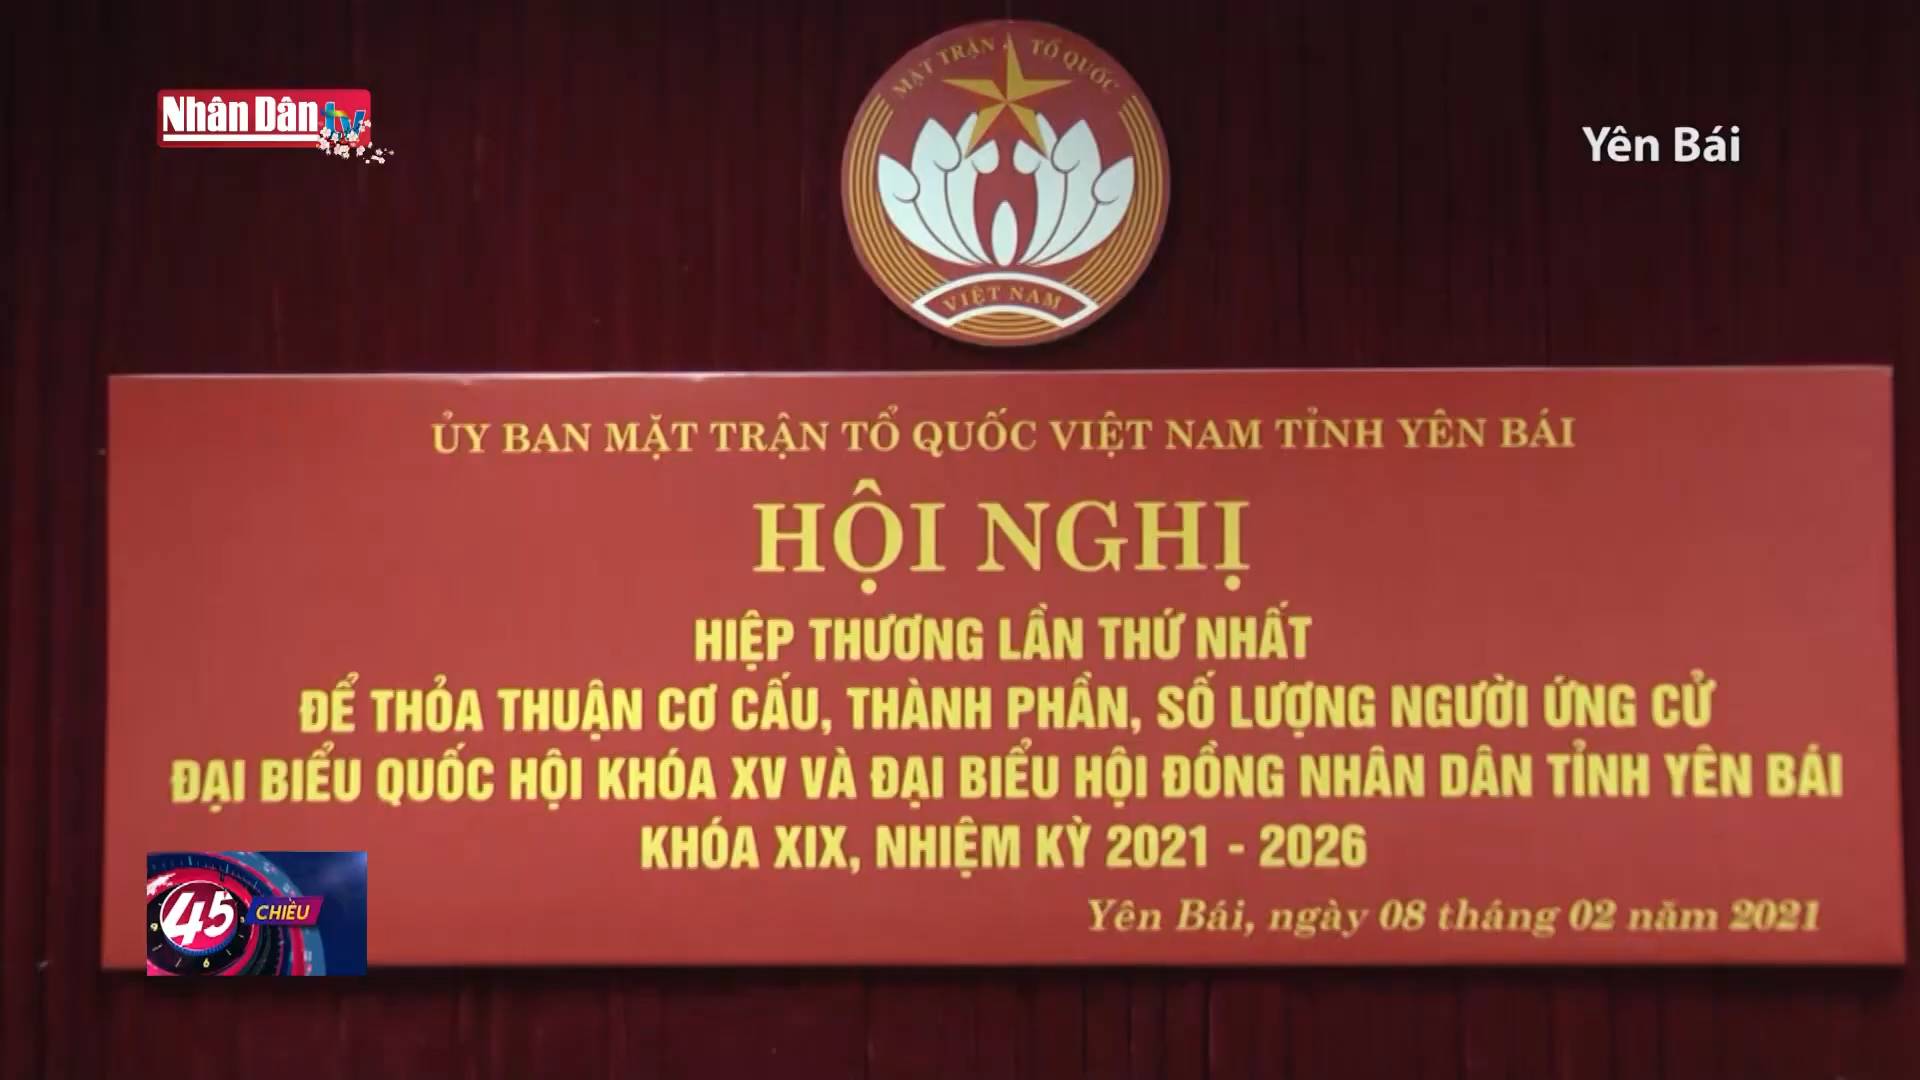 MẶT TRẬN TỔ QUỐC
Nhân Dân tv
Yên Bái
VIỆT NAM
ỦY BAN MẶT TRẬN TỔ QUỐC VIỆT NAM TỈNH YÊN BÁI
HỘI NGHỊ
HIỆP THƯƠNG LẦN THỨ NHẤT
ĐỂ THỎA THUẬN CƠ CẤU, THÀNH PHẦN, SỐ LƯỢNG NGƯỜI ỨNG CỬ
ĐẠI BIỂU QUỐC HỘI KHÓA XV VÀ ĐẠI BIỂU HỘI ĐỒNG NHÂN DÂN TỈNH YÊN BÁI
KHÓA XIX, NHIỆM KỲ 2021 - 2026
45 CHIỀU
9
6
Yên Bái, ngày 08 tháng 02 năm 2021